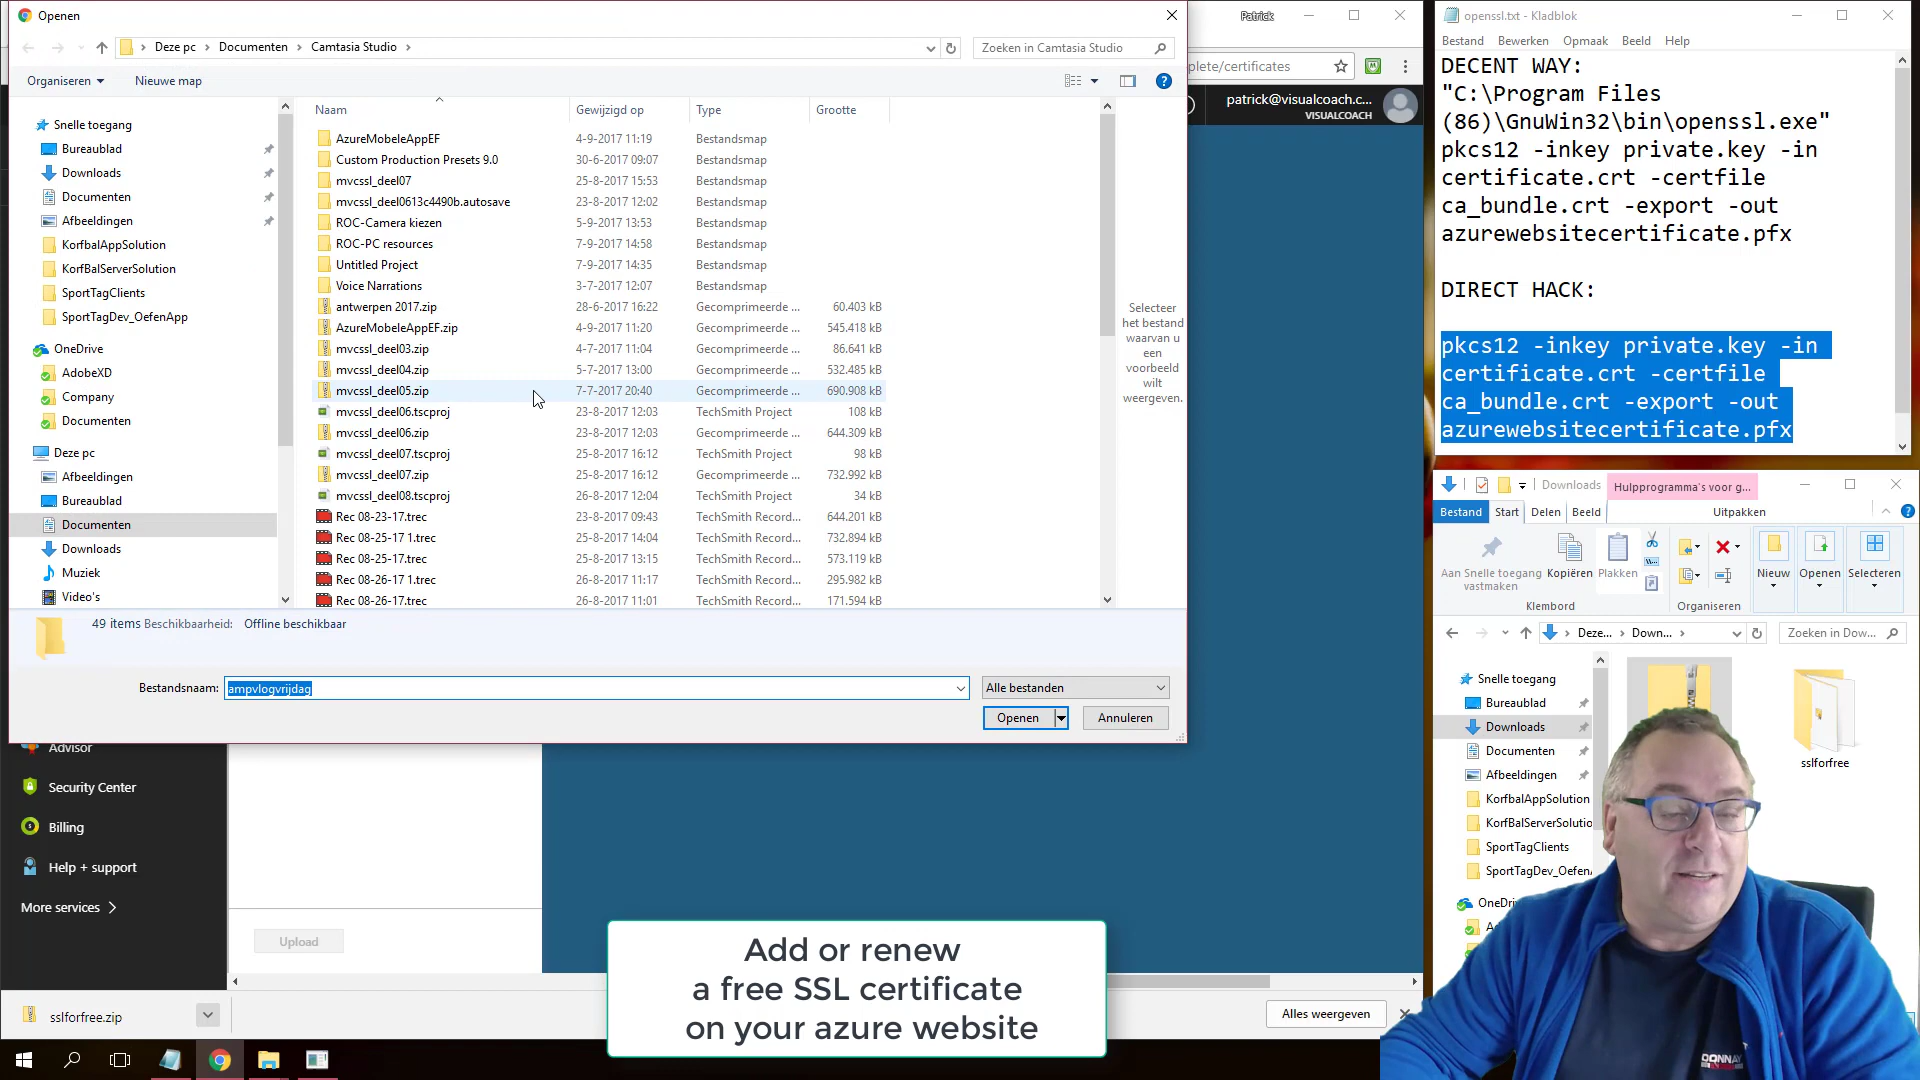 Openen
Deze pc
Documenten
Camtasia Studio
Zoeken in Camtasia Studio
Organiseren
Nieuwe map
Snelle toegang
Bureaublad
Downloads
Documenten
Afbeeldingen
KorfbalAppSolution
KorfBalServerSolution
SportTagClients
SportTagDev_OefenApp
OneDrive
AdobeXD
Company
Documenten
Deze pc
Afbeeldingen
Bureaublad
Documenten
Downloads
Muziek
Video's
Naam Gewijzigd op Type Grootte
AzureMobeleAppEF 4-9-2017 11:19 Bestandsmap
Custom Production Presets 9.0 30-6-2017 09:07 Bestandsmap
mvcssl_deel07 25-8-2017 15:53 Bestandsmap
mvcssl_deel0613c4490b.autosave 23-8-2017 12:02 Bestandsmap
ROC-Camera kiezen 5-9-2017 13:53 Bestandsmap
ROC-PC resources 7-9-2017 14:58 Bestandsmap
Untitled Project 7-9-2017 14:35 Bestandsmap
Voice Narrations 3-7-2017 12:07 Bestandsmap
antwerpen 2017.zip 28-6-2017 16:22 Gecomprimeerde ... 60.403 kB
AzureMobeleAppEF.zip 4-9-2017 11:20 Gecomprimeerde ... 545.418 kB
mvcssl_deel03.zip 4-7-2017 11:04 Gecomprimeerde ... 86.641 kB
mvcssl_deel04.zip 5-7-2017 13:00 Gecomprimeerde ... 532.485 kB
mvcssl_deel05.zip 7-7-2017 20:40 Gecomprimeerde ... 690.908 kB
mvcssl_deel06.tscproj 23-8-2017 12:03 TechSmith Project 108 kB
mvcssl_deel06.zip 23-8-2017 12:03 Gecomprimeerde ... 644.309 kB
mvcssl_deel07.tscproj 25-8-2017 16:12 TechSmith Project 98 kB
mvcssl_deel07.zip 25-8-2017 16:12 Gecomprimeerde ... 732.992 kB
mvcssl_deel08.tscproj 26-8-2017 12:04 TechSmith Project 34 kB
Rec 08-23-17.trec 23-8-2017 09:43 TechSmith Record... 644.201 kB
Rec 08-25-17 1.trec 25-8-2017 14:04 TechSmith Record... 732.894 kB
Rec 08-25-17.trec 25-8-2017 13:15 TechSmith Record... 573.119 kB
Rec 08-26-17 1.trec 26-8-2017 11:17 TechSmith Record... 295.982 kB
Rec 08-26-17.trec 26-8-2017 11:01 TechSmith Record... 171.594 kB
Selecteer
het bestand
waarvan u
een
voorbeeld
wilt
weergeven.
49 items Beschikbaarheid: Offline beschikbaar
Bestandsnaam: ampvlogvrijdag
Alle bestanden
Openen
Annuleren
Patrick
plete/certificates
patrick@visualcoach.c...
VISUALCOACH
Advisor
Security Center
Billing
Help + support
More services
Upload
sslforfree.zip
Alles weergeven
Add or renew
a free SSL certificate
on your azure website
openssl.txt - Kladblok
Bestand Bewerken Opmaak Beeld Help
DECENT WAY:
"C:\Program Files
(86)\GnuWin32\bin\openssl.exe"
pkcs12 -inkey private.key -in
certificate.crt -certfile
ca_bundle.crt -export -out
azurewebsitecertificate.pfx
DIRECT HACK:
pkcs12 -inkey private.key -in
certificate.crt -certfile
ca_bundle.crt -export -out
azurewebsitecertificate.pfx
Downloads
Hulpprogramma's voor g...
Bestand Start Delen Beeld Uitpakken
Aan Snelle toegang
vastmaken
Kopiëren
Plakken
Klembord
Organiseren
Nieuw
Openen
Selecteren
Deze...
Down...
Zoeken in Dow...
Snelle toegang
Bureaublad
Downloads
Documenten
Afbeeldingen
KorfbalAppSolution
KorfBalServerSolutio
SportTagClients
SportTagDev_Oefen
OneDri
sslforfree
DONNAY